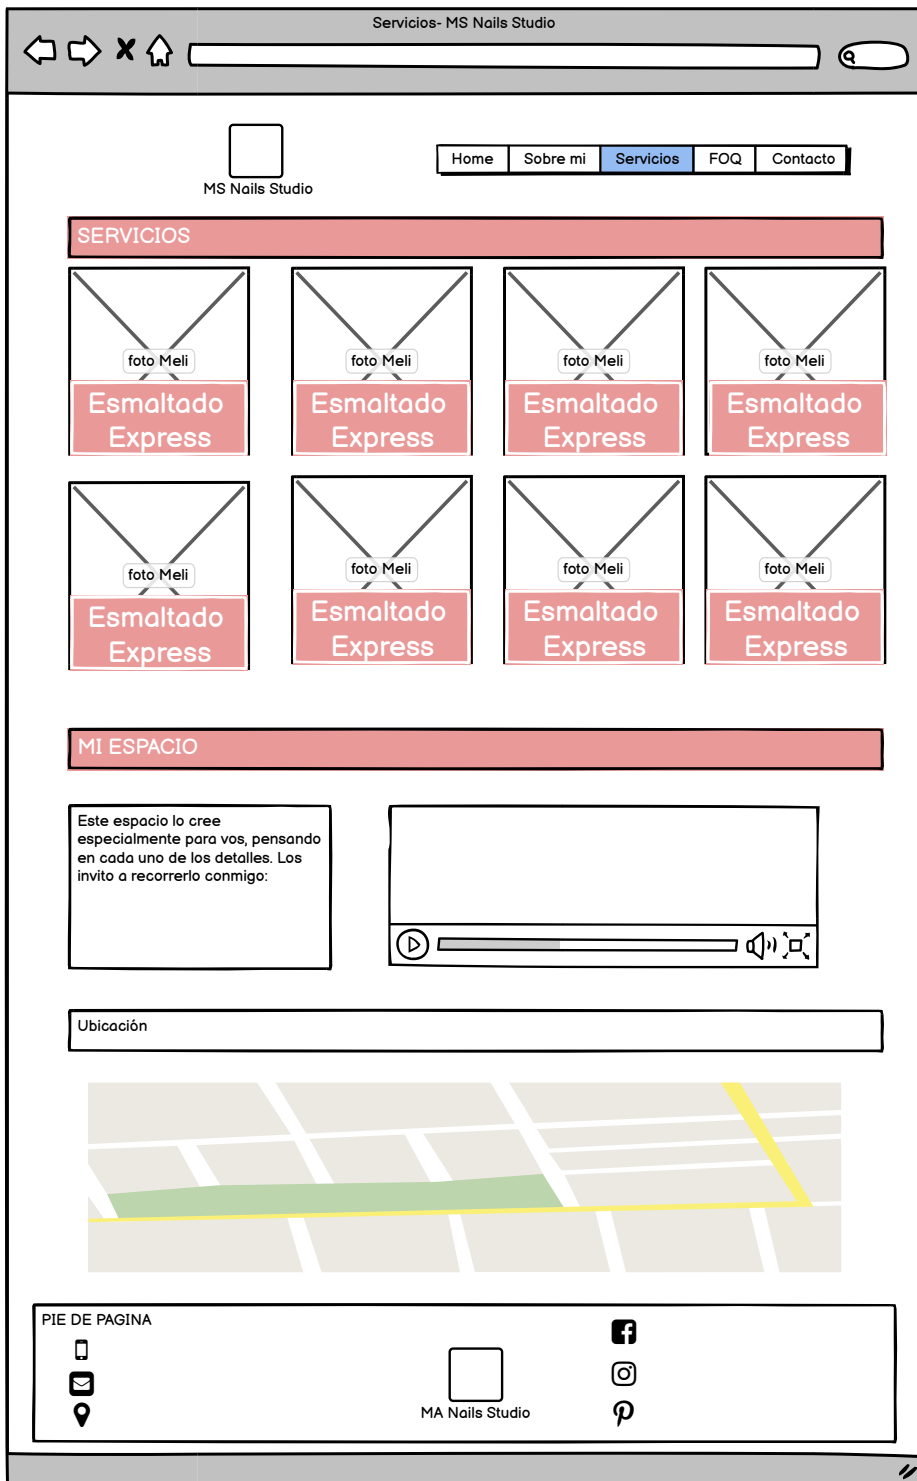 Servicios- MS Nails Studio
MS Nails Studio
Home
Sobre mi
Servicios
FOQ
Contacto
SERVICIOS
foto Meli
foto Meli
foto Meli
foto Meli
Esmaltado
Express
Esmaltado
Express
Esmaltado
Express
Esmaltado
Express
foto Meli
foto Meli
foto Meli
foto Meli
Esmaltado
Express
Esmaltado
Express
Esmaltado
Express
Esmaltado
Express
MI ESPACIO
Este espacio lo cree
especialmente para vos, pensando
en cada uno de los detalles. Los
invito a recorrerlo conmigo:
Ubicación
PIE DE PAGINA
MA Nails Studio